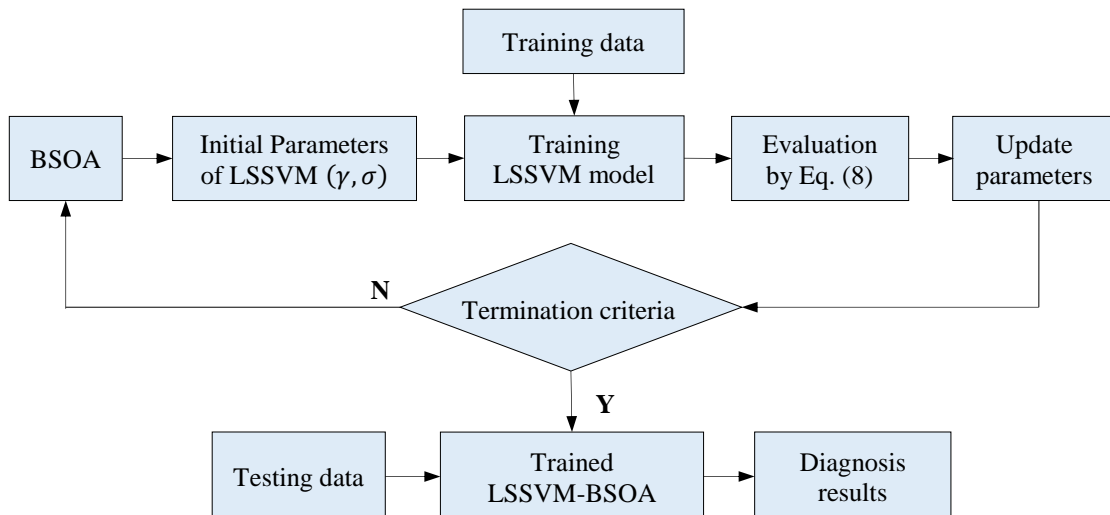 Training data
BSOA
Initial Parameters
of LSSVM (γ, σ)
Training
LSSVM model
Evaluation
by Eq. (8)
Update
parameters
N
Termination criteria
Y
Testing data
Trained
LSSVM-BSOA
Diagnosis
results